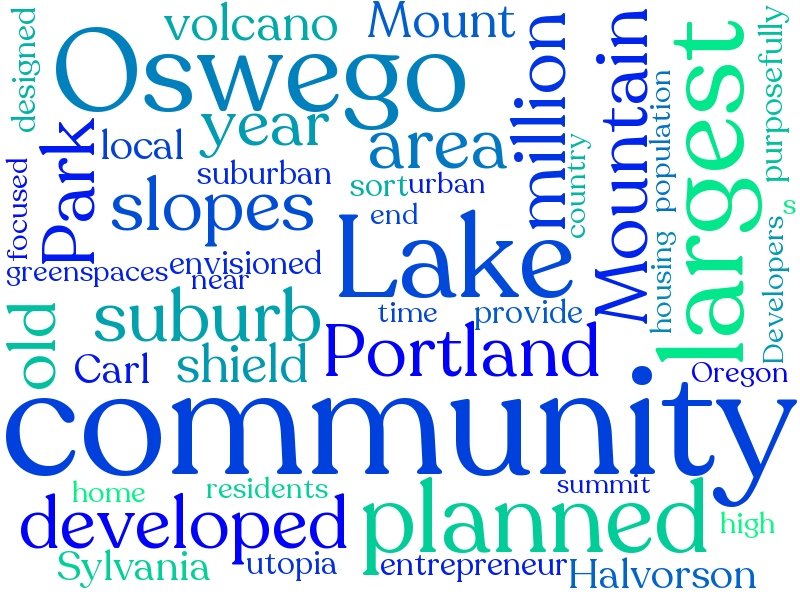 designed
volcano
Mount
Oswego
million
Mountain
largest
purposefully
year
Park
local
area
country
population
suburban
sort
urban
focused
slopes
end
s
Lake
greenspaces
envisioned
near
housing
Developers
old
suburb
time
provide
Portland
Carl
shield
Oregon
community
home
residents
summit
developed
planned
high
Sylvania
utopia
entrepreneur
Halvorson